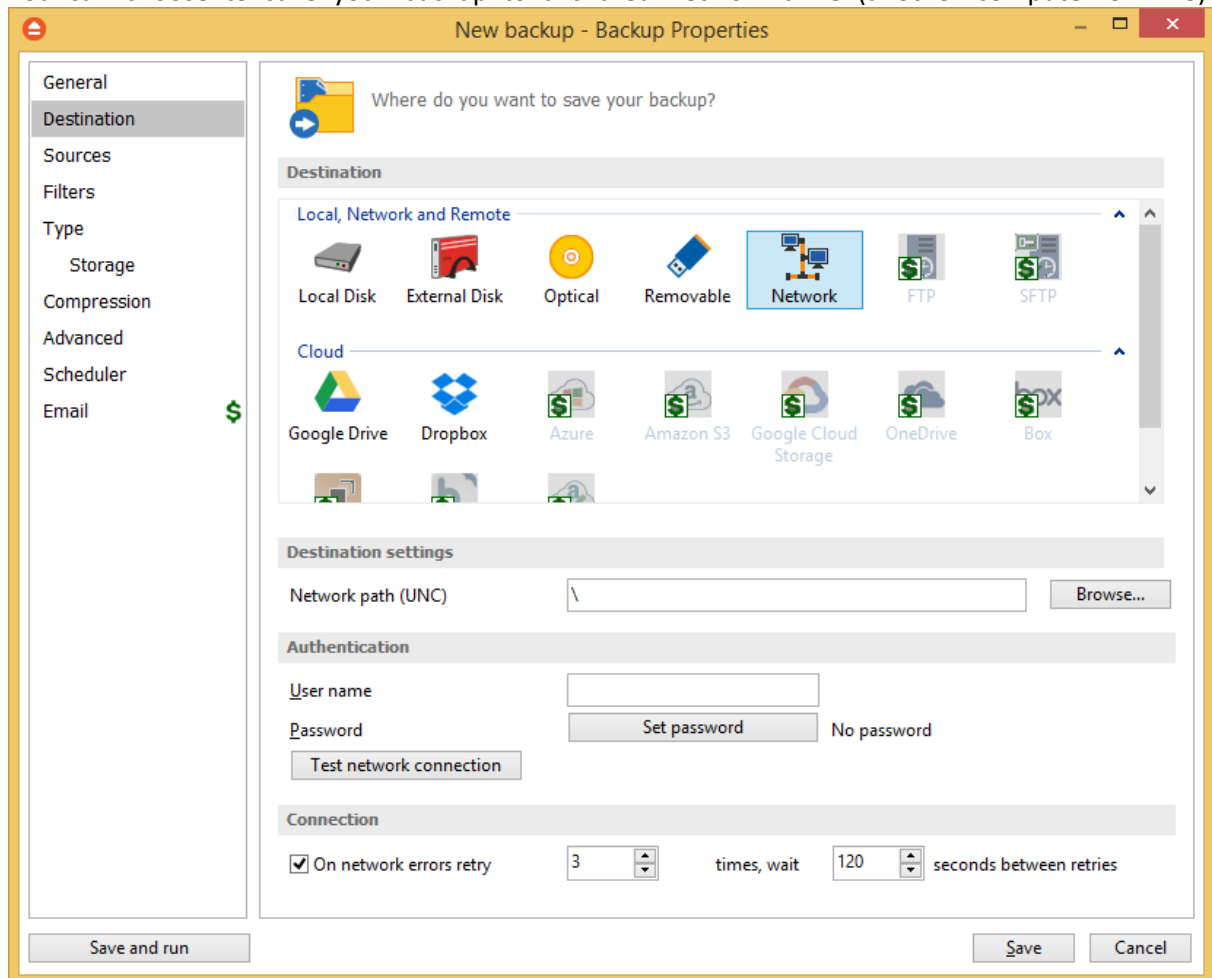 New backup - Backup Properties
General
Destination
Sources
Filters
Type
Storage
Compression
Advanced
Scheduler
Email $
Where do you want to save your backup?
Destination
Local, Network and Remote
Local Disk External Disk Optical Removable Network $ FTP $ SFTP
Cloud
Google Drive Dropbox $ Azure $ Amazon S3 $ Google Cloud Storage $ OneDrive $ Box
Destination settings
Network path (UNC) \ Browse...
Authentication
User name
Password Set password No password
Test network connection
Connection
On network errors retry 3 times, wait 120 seconds between retries
Save and run Save Cancel